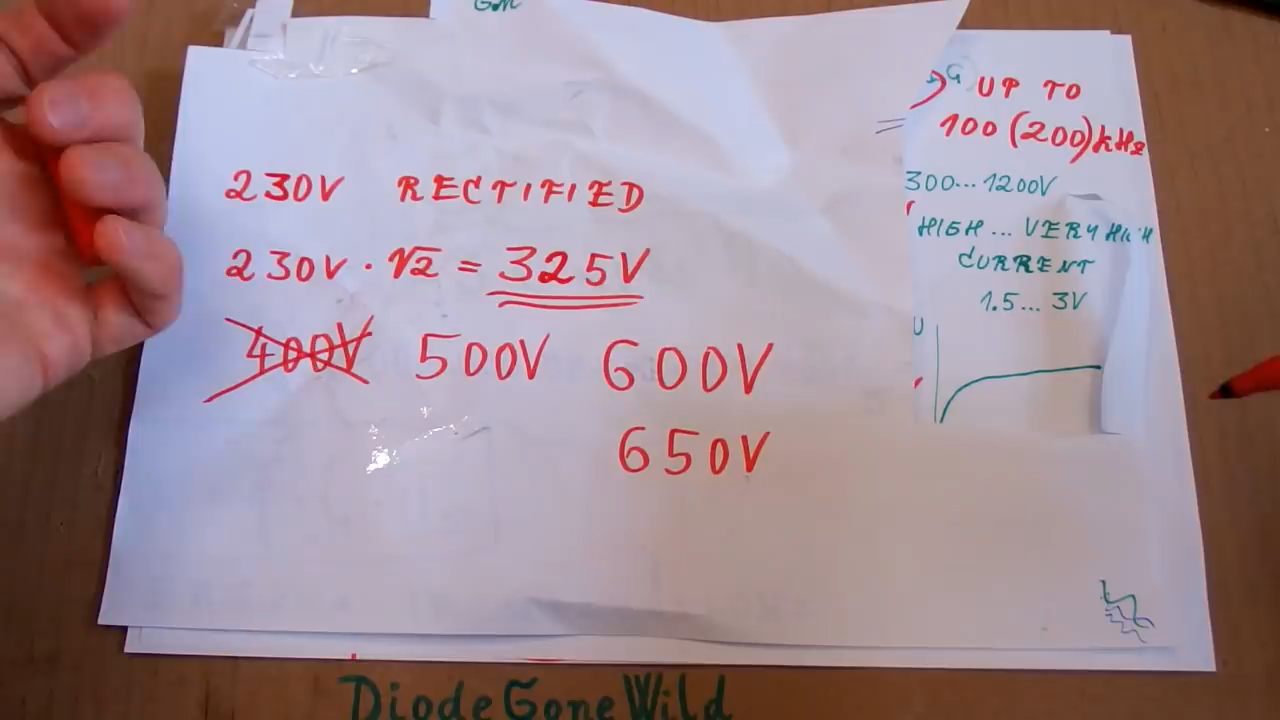 230V RECTIFIED
230V · √2 = 325V
400V 500V 600V
650V
G UP TO
100 (200) kHz
300... 1200V
HIGH ... VERY HIGH
CURRENT
1.5... 3V
U
DiodeGoneWild